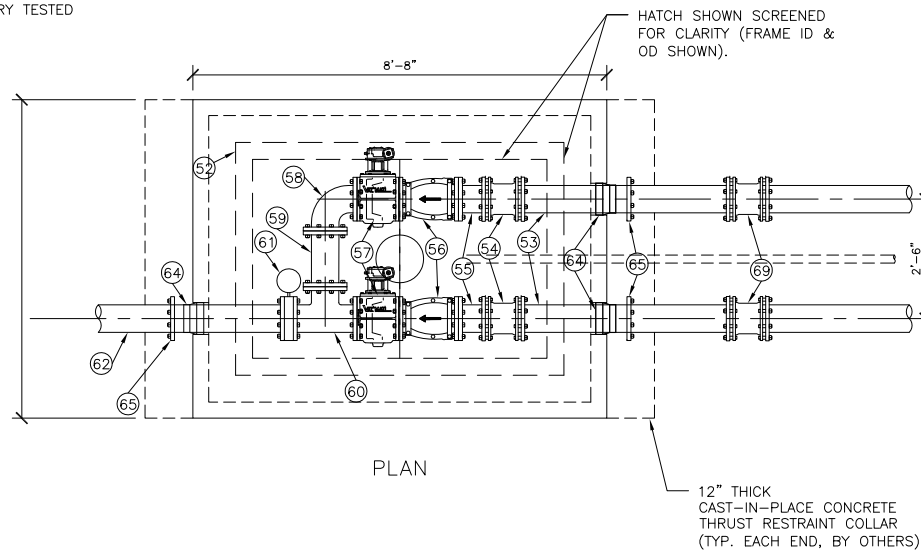 RY TESTED
HATCH SHOWN SCREENED
FOR CLARITY (FRAME ID &
OD SHOWN).
8'-8"
52
58
59
61
57
56
55
54
53
64
65
69
64
2'-6"
62
65
60
PLAN
12" THICK
CAST-IN-PLACE CONCRETE
THRUST RESTRAINT COLLAR
(TYP. EACH END, BY OTHERS)